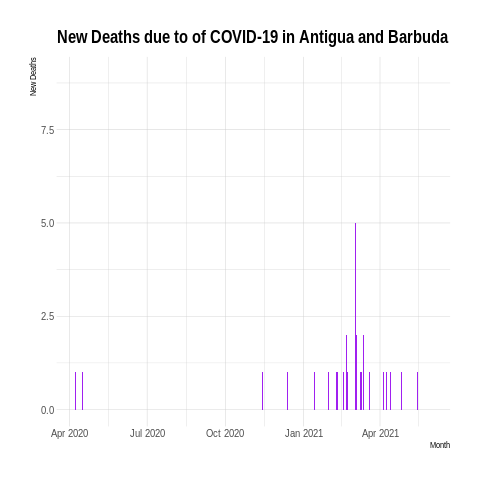 New Deaths due to of COVID-19 in Antigua and Barbuda
New Deaths
7.5
5.0
2.5
0.0
Apr 2020 Jul 2020 Oct 2020 Jan 2021 Apr 2021
Month